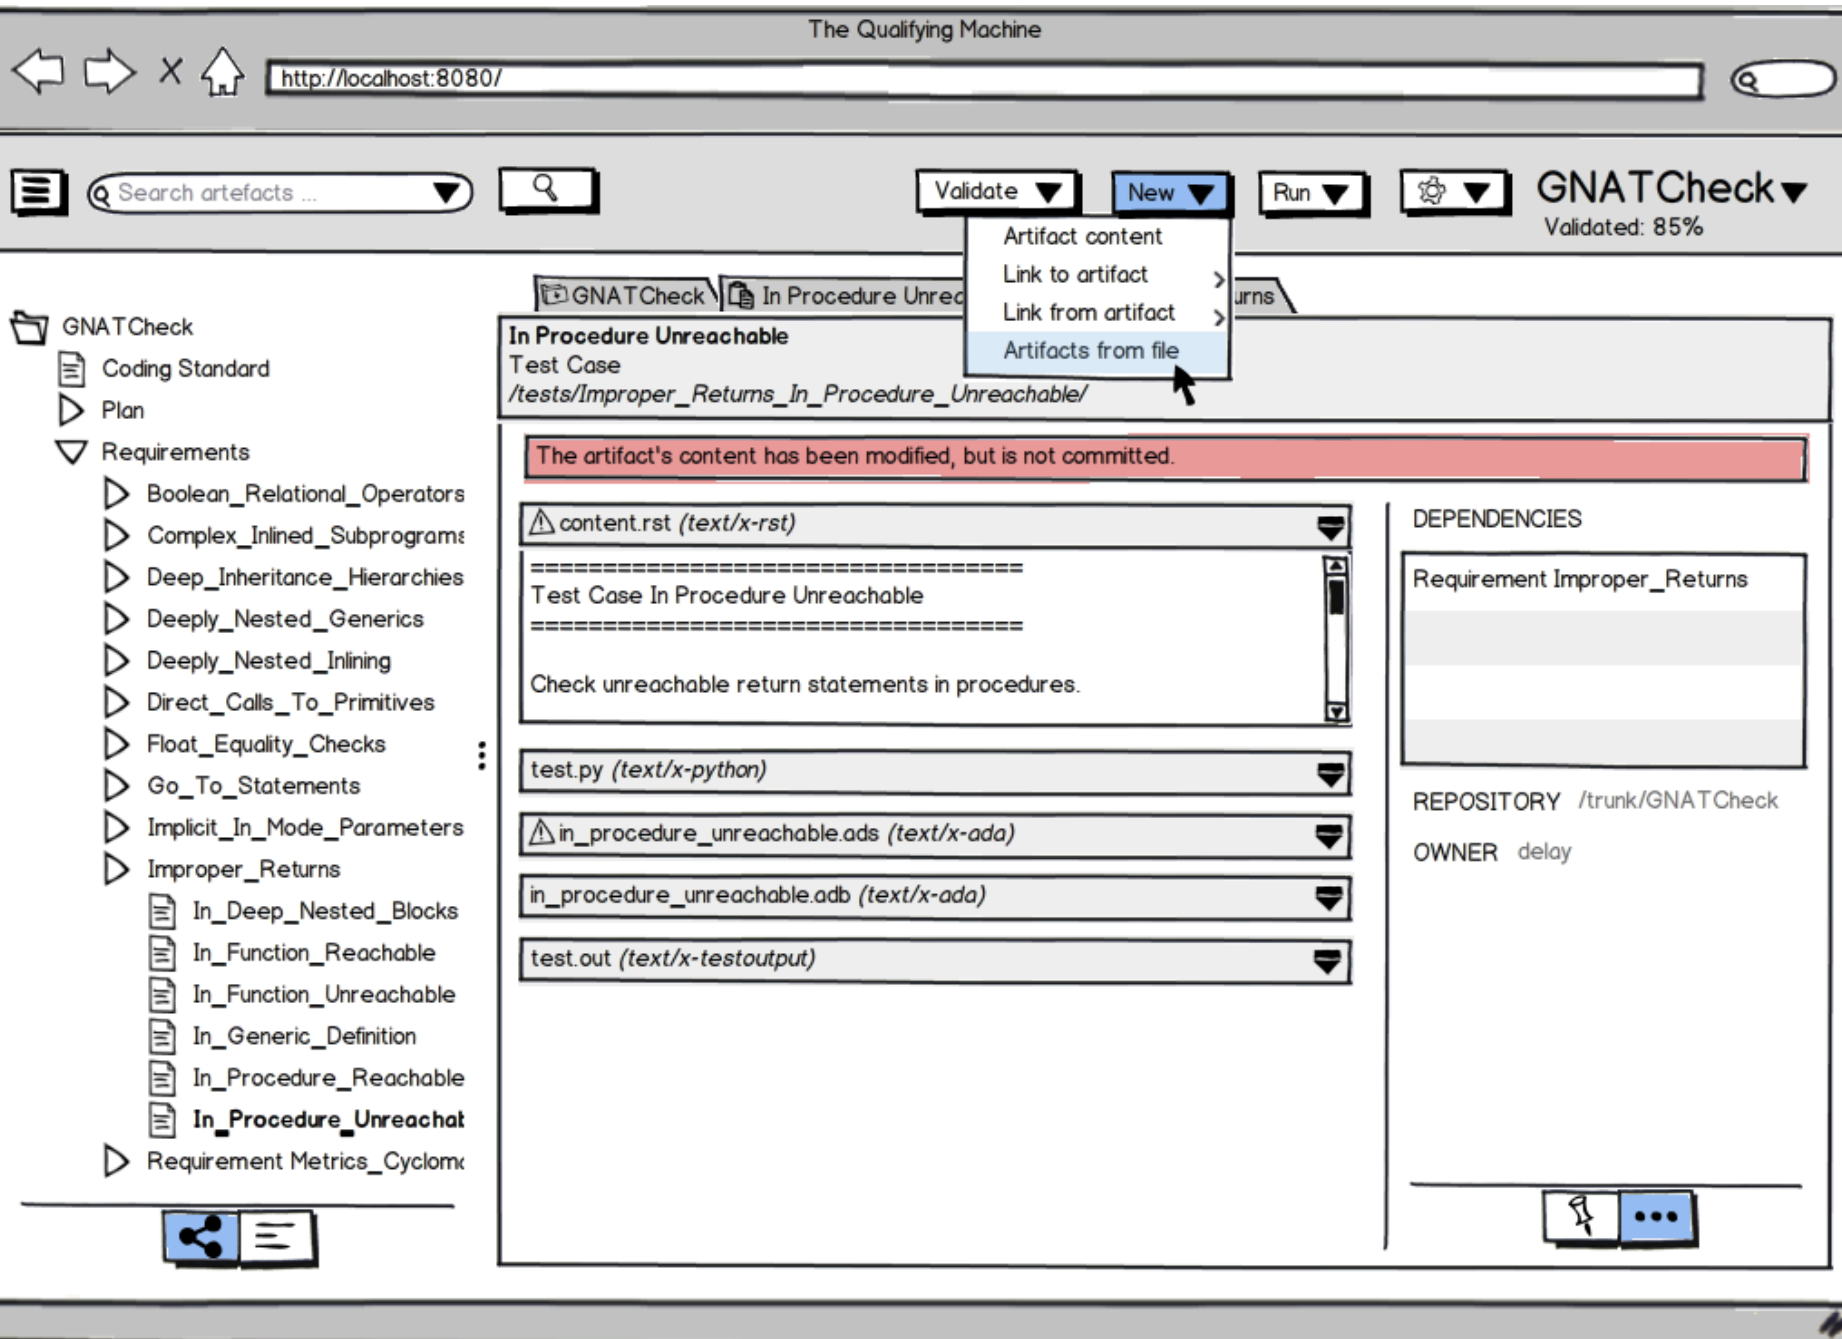 The Qualifying Machine
http://localhost:8080/
Search artefacts ...
Validate
New
Run
GNATCheck
Validated: 85%
Artifact content
Link to artifact
Link from artifact
Artifacts from file
GNATCheck
Coding Standard
Plan
Requirements
Boolean_Relational_Operators
Complex_Inlined_Subprograms
Deep_Inheritance_Hierarchies
Deeply_Nested_Generics
Deeply_Nested_Inlining
Direct_Calls_To_Primitives
Float_Equality_Checks
Go_To_Statements
Implicit_In_Mode_Parameters
Improper_Returns
In_Deep_Nested_Blocks
In_Function_Reachable
In_Function_Unreachable
In_Generic_Definition
In_Procedure_Reachable
In_Procedure_Unreachab
Requirement Metrics_Cyclom
GNATCheck
In Procedure Unrec
urns
In Procedure Unreachable
Test Case
/tests/Improper_Returns_In_Procedure_Unreachable/
The artifact's content has been modified, but is not committed.
content.rst (text/x-rst)
==================================
Test Case In Procedure Unreachable
==================================
Check unreachable return statements in procedures.
test.py (text/x-python)
in_procedure_unreachable.ads (text/x-ada)
in_procedure_unreachable.adb (text/x-ada)
test.out (text/x-testoutput)
DEPENDENCIES
Requirement Improper_Returns
REPOSITORY /trunk/GNATCheck
OWNER delay